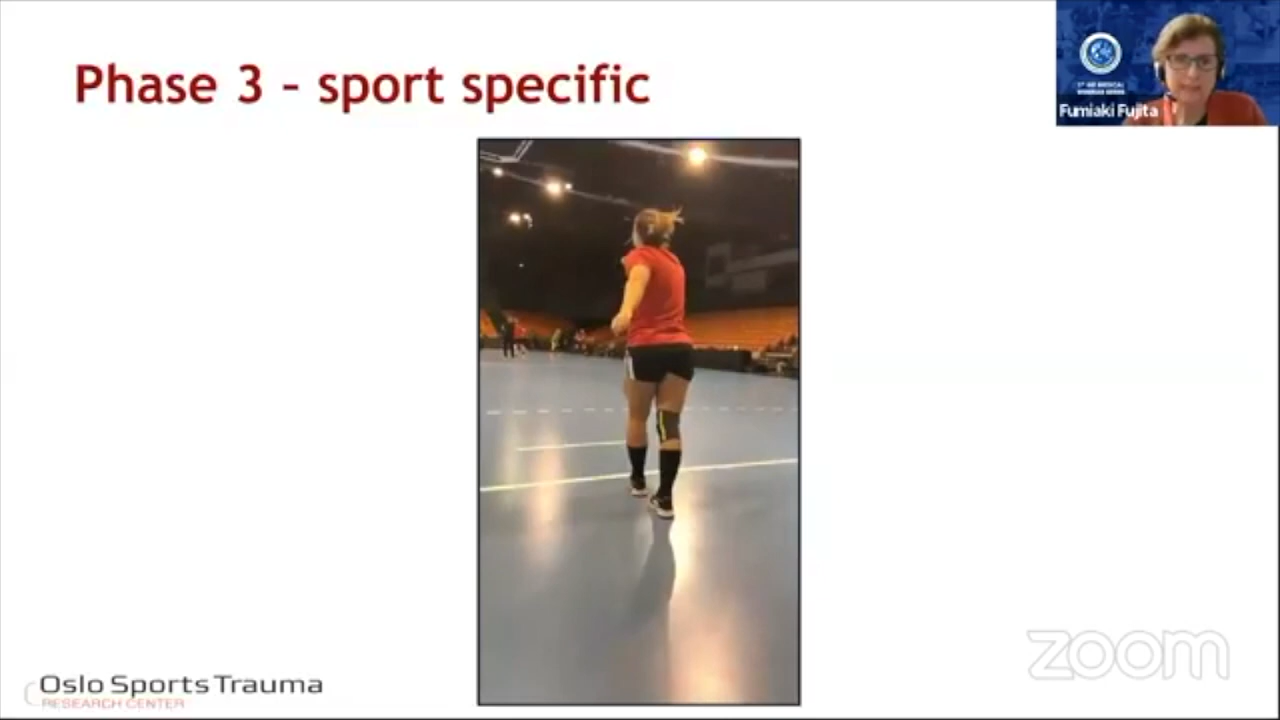 Phase 3 - sport specific
Fumiaki Fujita
zoom
Oslo Sports Trauma
RESEARCH CENTER